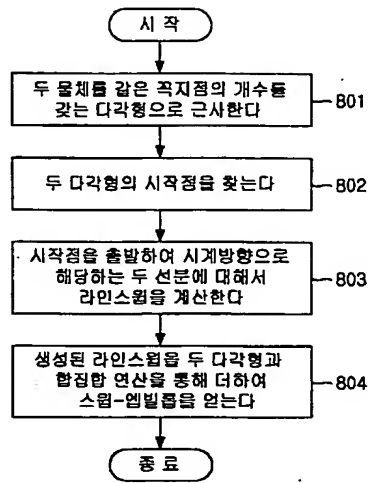 시 작
두 물체를 같은 꼭지점의 개수를
갖는 다각형으로 근사한다
801
두 다각형의 시작점을 찾는다
802
시작점을 출발하여 시계방향으로
해당하는 두 선분에 대해서
라인스윕을 계산한다
803
생성된 라인스윕을 두 다각형과
합집합 연산을 통해 더하여
스윕-엔빌롭을 얻는다
804
종 료